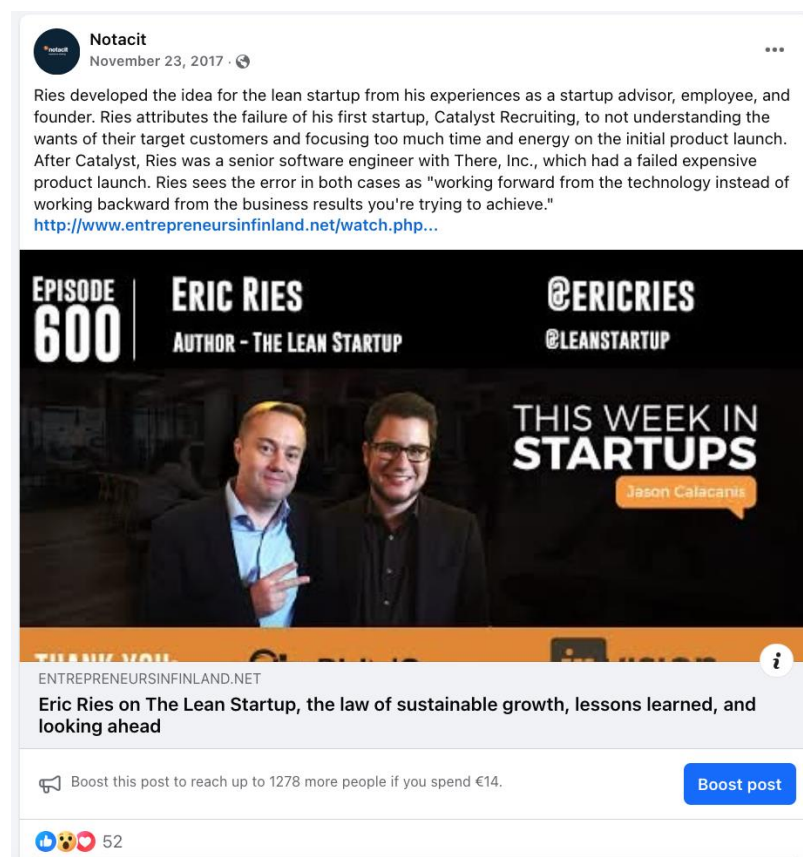 Notacit
November 23, 2017 ·
Ries developed the idea for the lean startup from his experiences as a startup advisor, employee, and
founder. Ries attributes the failure of his first startup, Catalyst Recruiting, to not understanding the
wants of their target customers and focusing too much time and energy on the initial product launch.
After Catalyst, Ries was a senior software engineer with There, Inc., which had a failed expensive
product launch. Ries sees the error in both cases as "working forward from the technology instead of
working backward from the business results you're trying to achieve."
http://www.entrepreneursinfinland.net/watch.php...
EPISODE
600
ERIC RIES
AUTHOR - THE LEAN STARTUP
@ERICRIES
@LEANSTARTUP
THIS WEEK IN
STARTUPS
Jason Calacanis
THANK YOU:
ENTREPRENEURSINFINLAND.NET
Eric Ries on The Lean Startup, the law of sustainable growth, lessons learned, and
looking ahead
Boost this post to reach up to 1278 more people if you spend €14.
Boost post
52